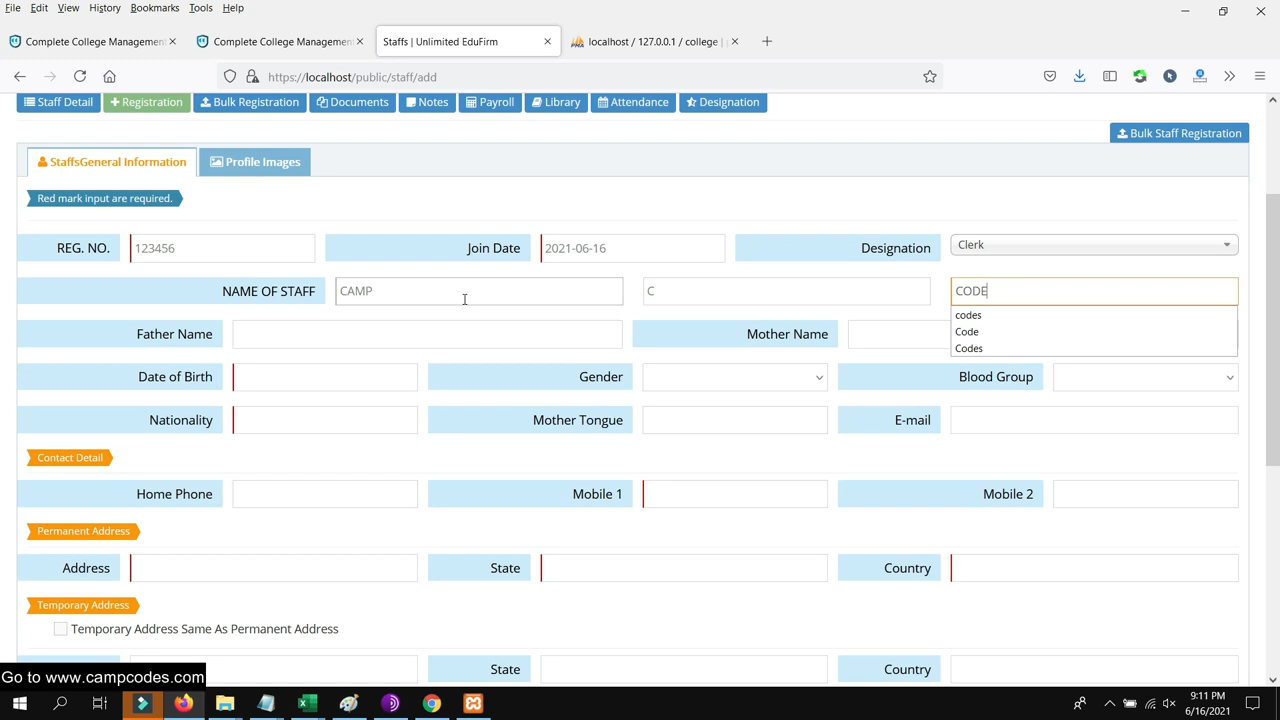 File Edit View History Bookmarks Tools Help
Complete College Management Complete College Management Staffs | Unlimited EduFirm localhost / 127.0.0.1 / college |
https://localhost/public/staff/add
Staff Detail Registration Bulk Registration Documents Notes Payroll Library Attendance Designation
Bulk Staff Registration
StaffsGeneral Information Profile Images
Red mark input are required.
REG. NO. 123456 Join Date 2021-06-16 Designation Clerk
NAME OF STAFF CAMP C CODE
codes
Code
Codes
Father Name Mother Name
Date of Birth Gender Blood Group
Nationality Mother Tongue E-mail
Contact Detail
Home Phone Mobile 1 Mobile 2
Permanent Address
Address State Country
Temporary Address
Temporary Address Same As Permanent Address
State Country
Go to www.campcodes.com
9:11 PM
6/16/2021